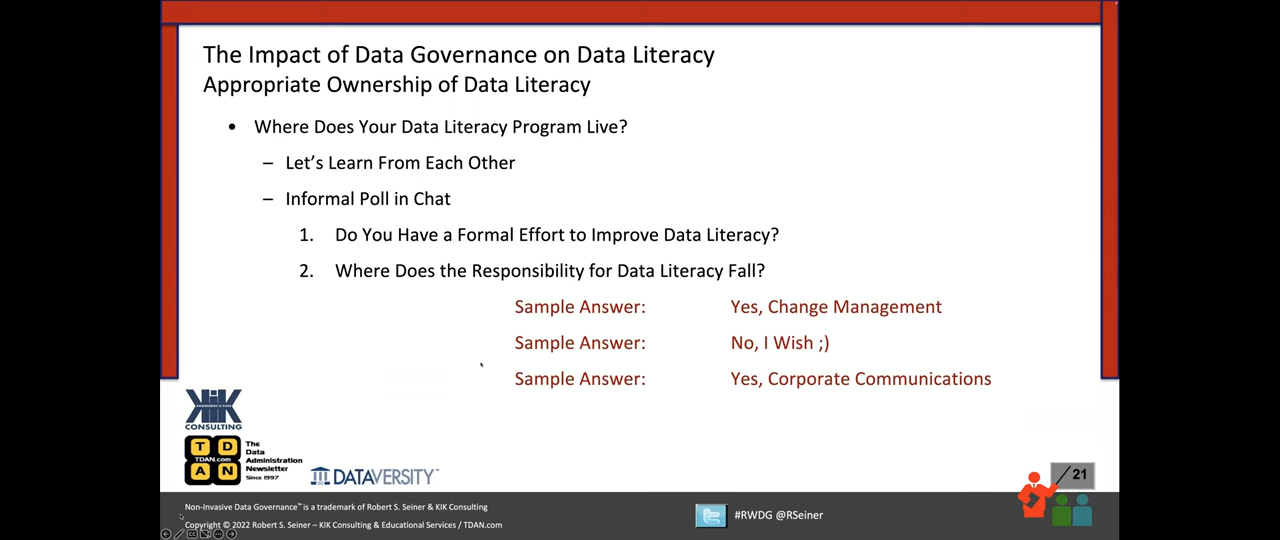 The Impact of Data Governance on Data Literacy
Appropriate Ownership of Data Literacy
• Where Does Your Data Literacy Program Live?
– Let's Learn From Each Other
– Informal Poll in Chat
1. Do You Have a Formal Effort to Improve Data Literacy?
2. Where Does the Responsibility for Data Literacy Fall?
Sample Answer: Yes, Change Management
Sample Answer: No, I Wish ;)
Sample Answer: Yes, Corporate Communications
KIK
CONSULTING
T D
TDAN.com
A N
The
Data
Administration
Newsletter
Since 1997
DATAVERSITY™
21
Non-Invasive Data Governance™ is a trademark of Robert S. Seiner & KIK Consulting
Copyright © 2022 Robert S. Seiner – KIK Consulting & Educational Services / TDAN.com
#RWDG @RSeiner